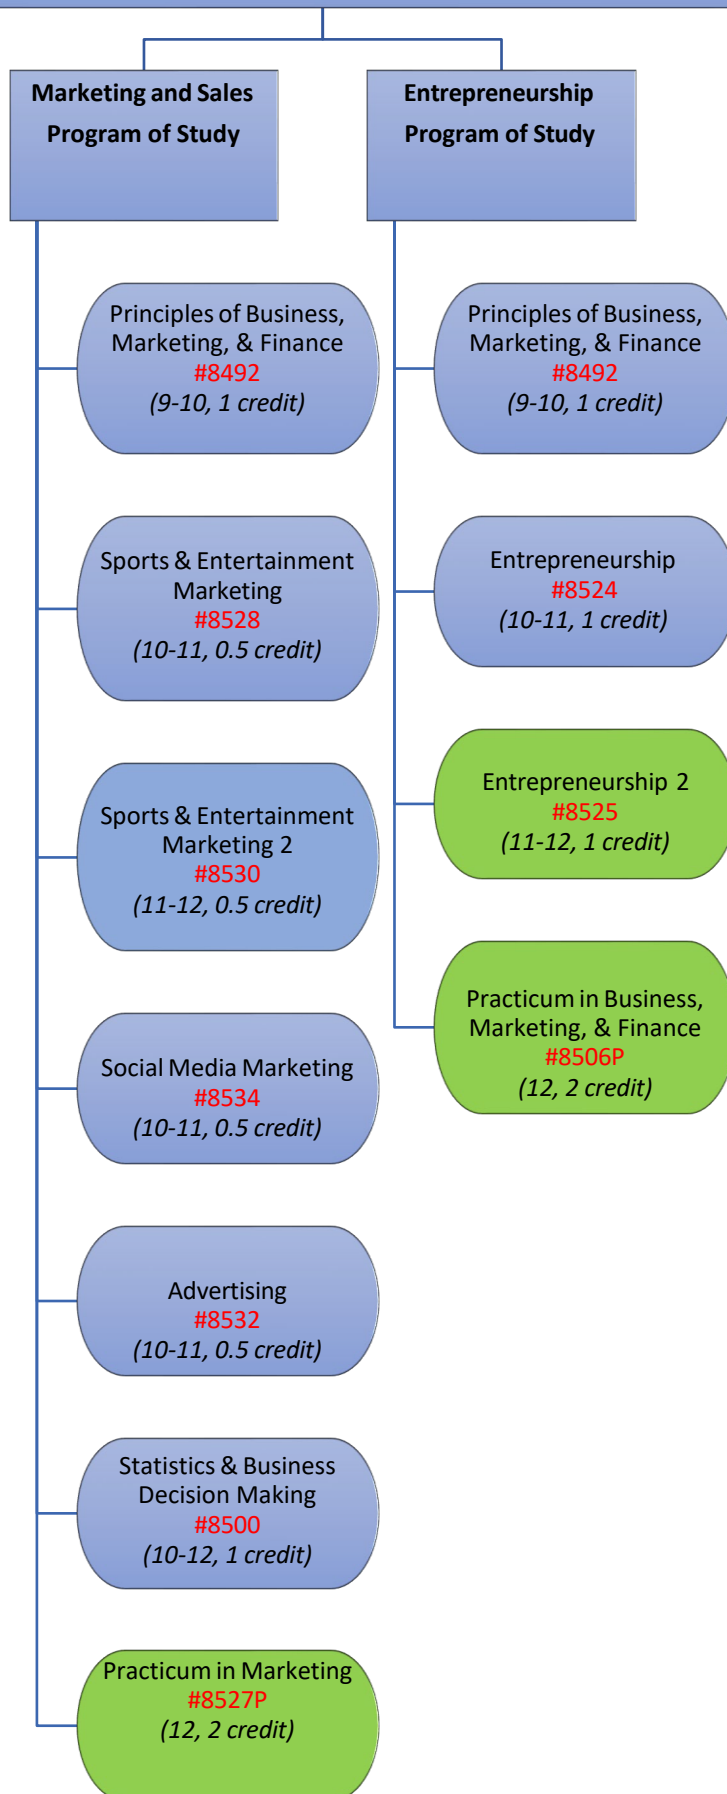 Marketing and Sales
Program of Study
Principles of Business,
Marketing, & Finance
#8492
(9-10, 1 credit)
Sports & Entertainment
Marketing
#8528
(10-11, 0.5 credit)
Sports & Entertainment
Marketing 2
#8530
(11-12, 0.5 credit)
Social Media Marketing
#8534
(10-11, 0.5 credit)
Advertising
#8532
(10-11, 0.5 credit)
Statistics & Business
Decision Making
#8500
(10-12, 1 credit)
Practicum in Marketing
#8527P
(12, 2 credit)
Entrepreneurship
Program of Study
Principles of Business,
Marketing, & Finance
#8492
(9-10, 1 credit)
Entrepreneurship
#8524
(10-11, 1 credit)
Entrepreneurship 2
#8525
(11-12, 1 credit)
Practicum in Business,
Marketing, & Finance
#8506P
(12, 2 credit)